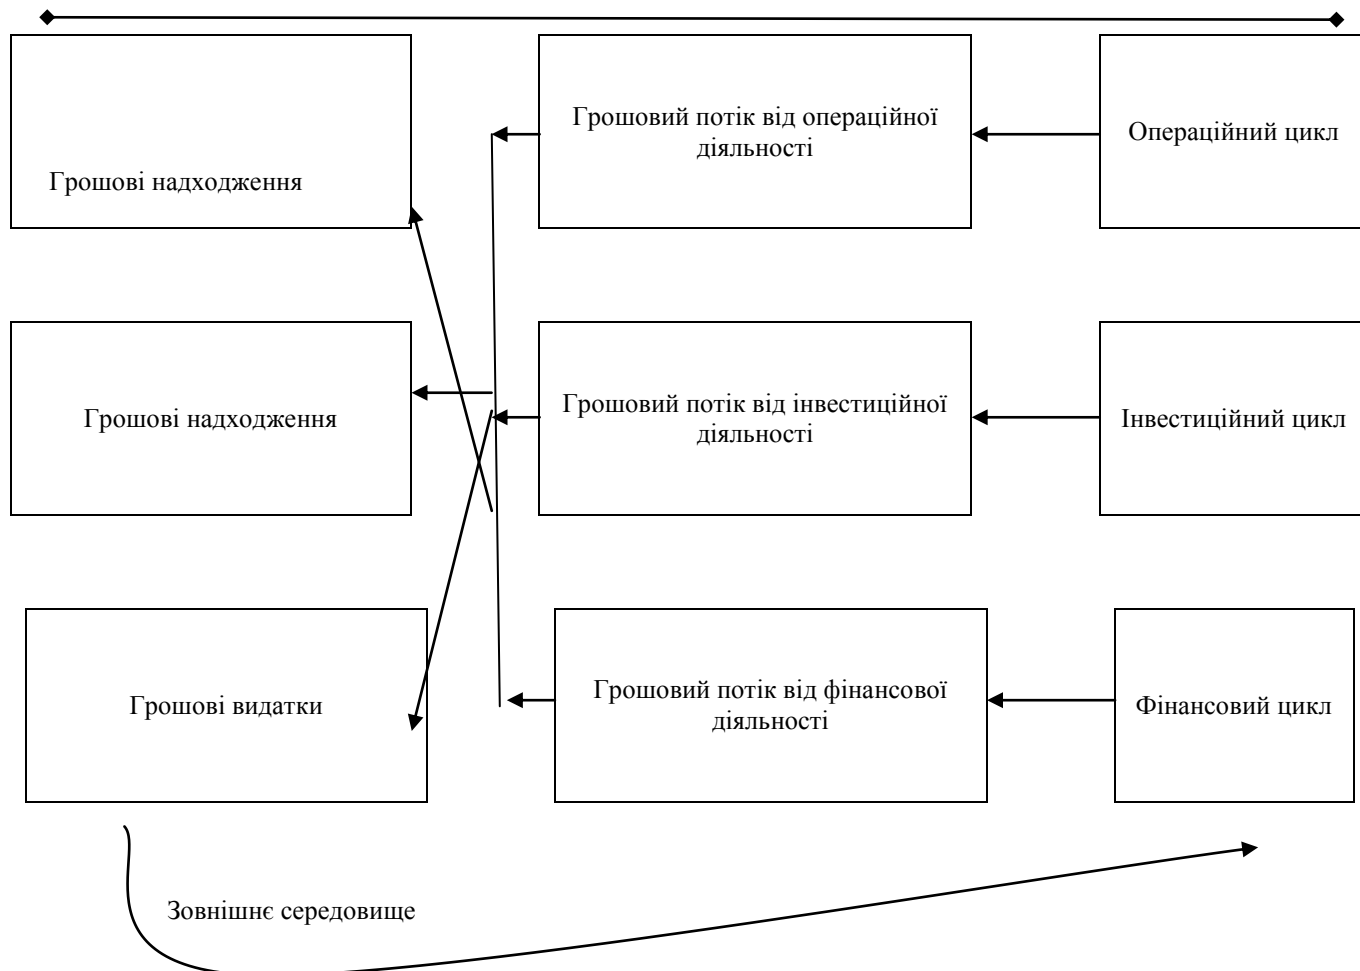 Грошові надходження
Грошовий потік від операційної
діяльності
Операційний цикл
Грошові надходження
Грошовий потік від інвестиційної
діяльності
Інвестиційний цикл
Грошові видатки
Грошовий потік від фінансової
діяльності
Фінансовий цикл
Зовнішнє середовище